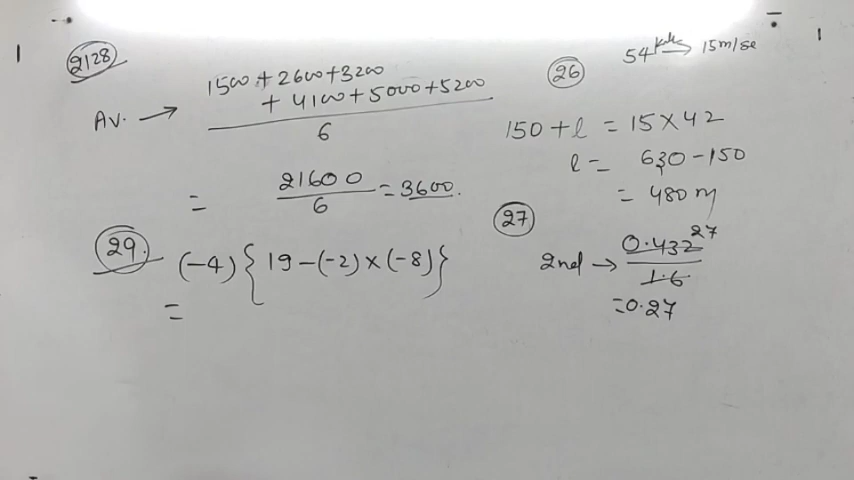 2128
1500 + 2600 + 3200
+ 4100 + 5000 + 5200
Av. → 6
= 21600 / 6 = 3600.
29. (-4) { 19 - (-2) × (-8) }
=
54 → 15 m/se
26
150 + l = 15 × 42
l = 630 - 150
= 480 m
27
2nd → 0.432 27
1.6
= 0.27